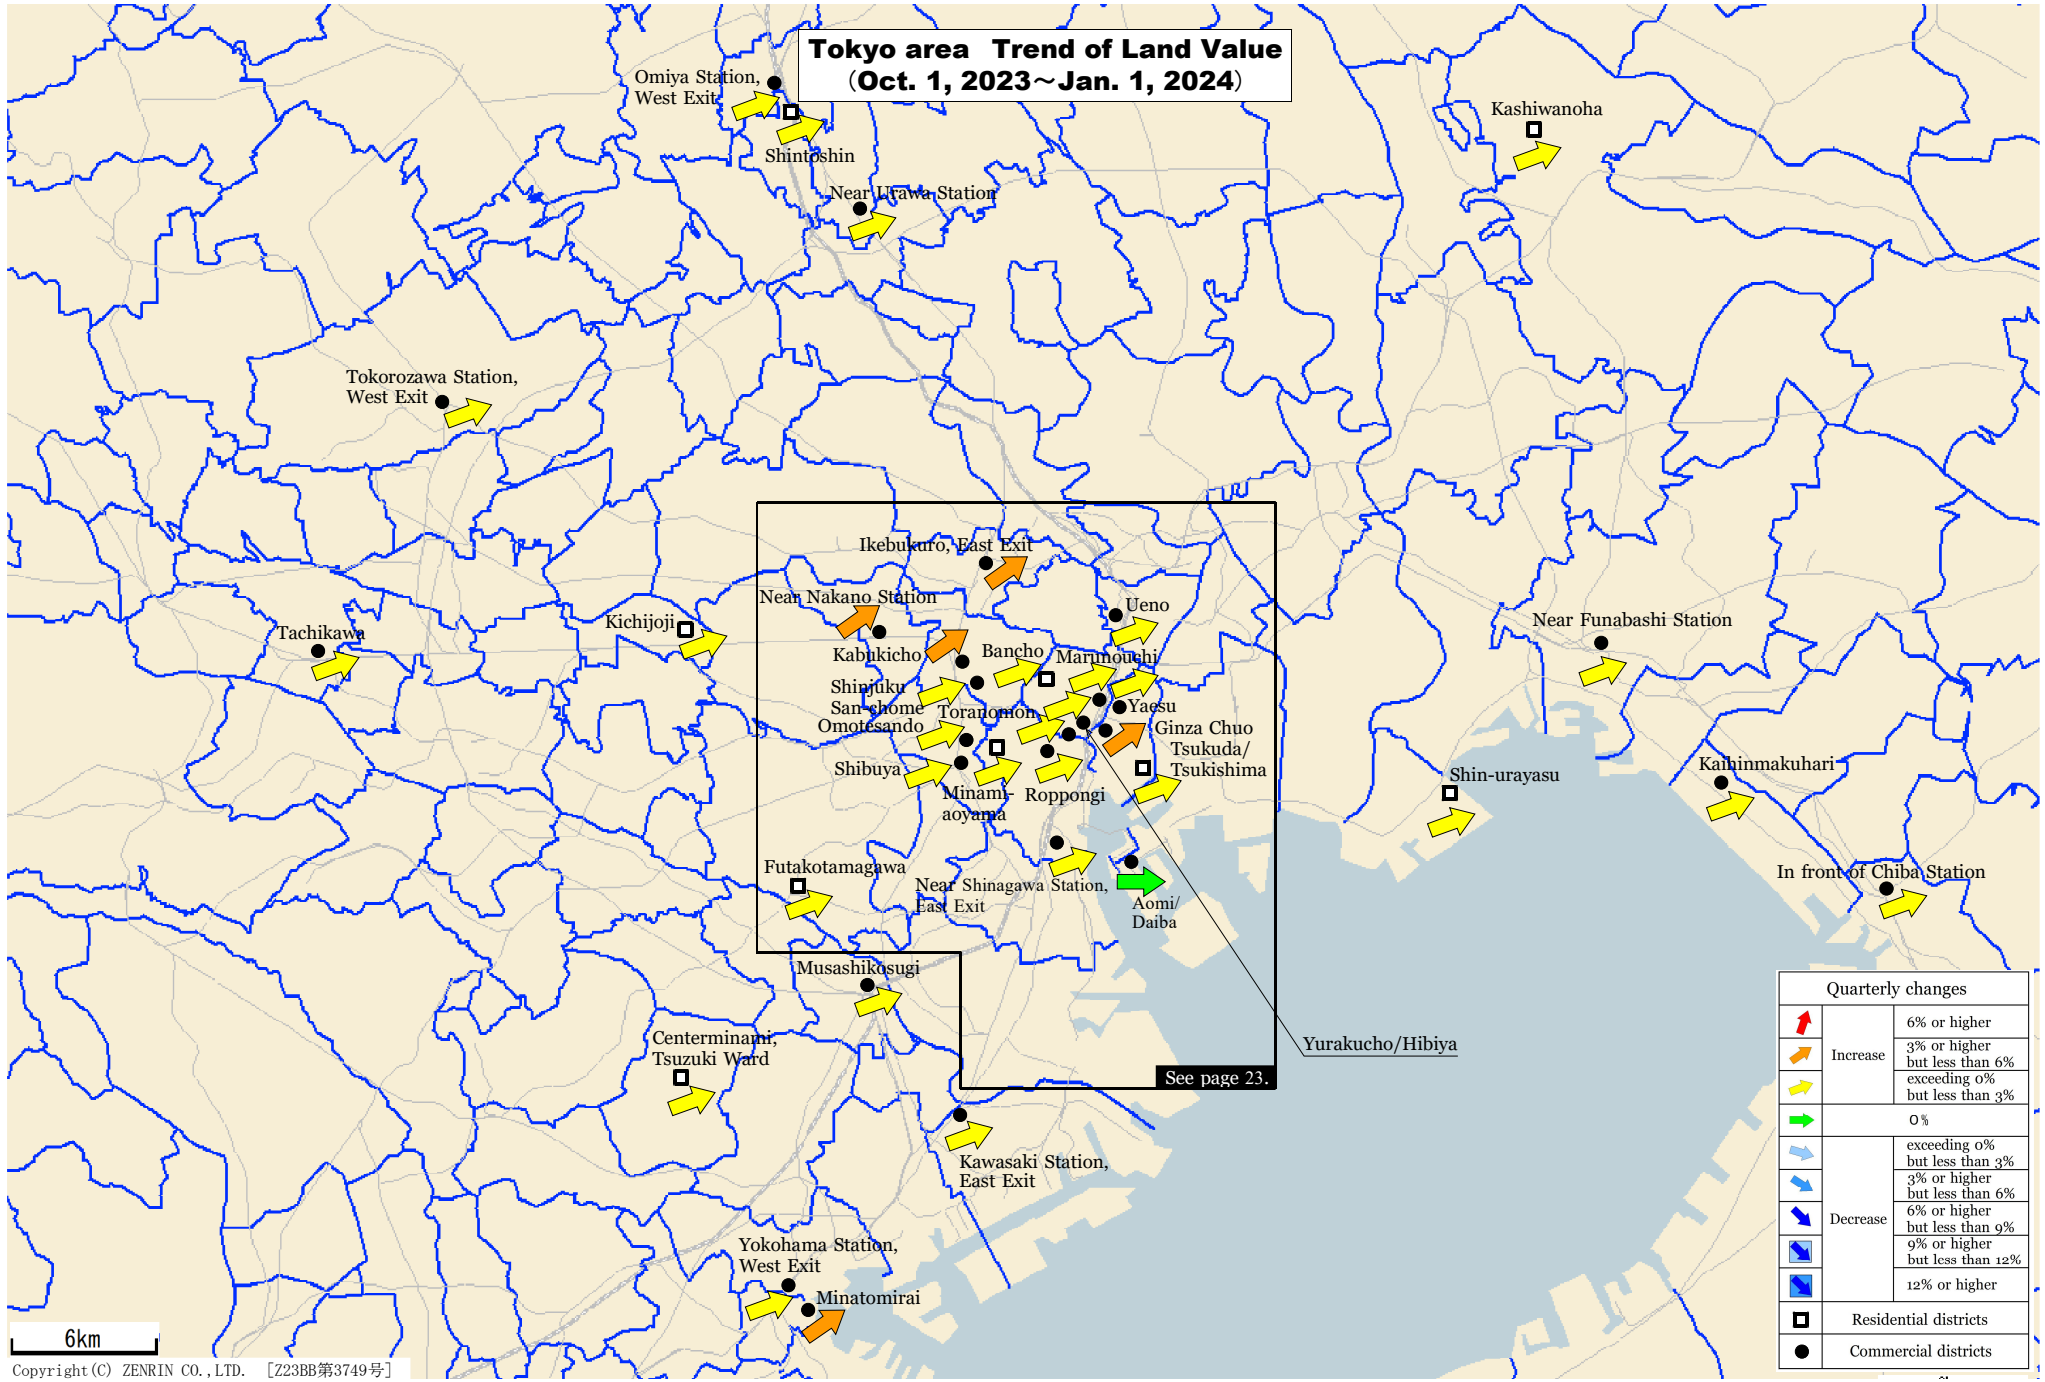 Tokyo area Trend of Land Value
（Oct. 1, 2023～Jan. 1, 2024）
Omiya Station,
West Exit
Shintoshin
Near Urawa Station
Kashiwanoha
Tokorozawa Station,
West Exit
Ikebukuro, East Exit
Near Nakano Station
Ueno
Kichijoji
Tachikawa
Near Funabashi Station
Kabukicho
Bancho
Marunouchi
Shinjuku
San-chome
Toranomon
Yaesu
Omotesando
Ginza Chuo
Tsukuda/
Tsukishima
Shibuya
Minami-
aoyama
Roppongi
Shin-urayasu
Kaihinmakuhari
Futakotamagawa
Near Shinagawa Station,
East Exit
Aomi/
Daiba
In front of Chiba Station
Musashikosugi
Centerminami,
Tsuzuki Ward
Yurakucho/Hibiya
See page 23.
Kawasaki Station,
East Exit
Yokohama Station,
West Exit
Minatomirai
Quarterly changes
Increase
6% or higher
3% or higher
but less than 6%
exceeding 0%
but less than 3%
0%
Decrease
exceeding 0%
but less than 3%
3% or higher
but less than 6%
6% or higher
but less than 9%
9% or higher
but less than 12%
12% or higher
Residential districts
Commercial districts
6km
Copyright(C) ZENRIN CO.,LTD. [Z23BB第3749号]